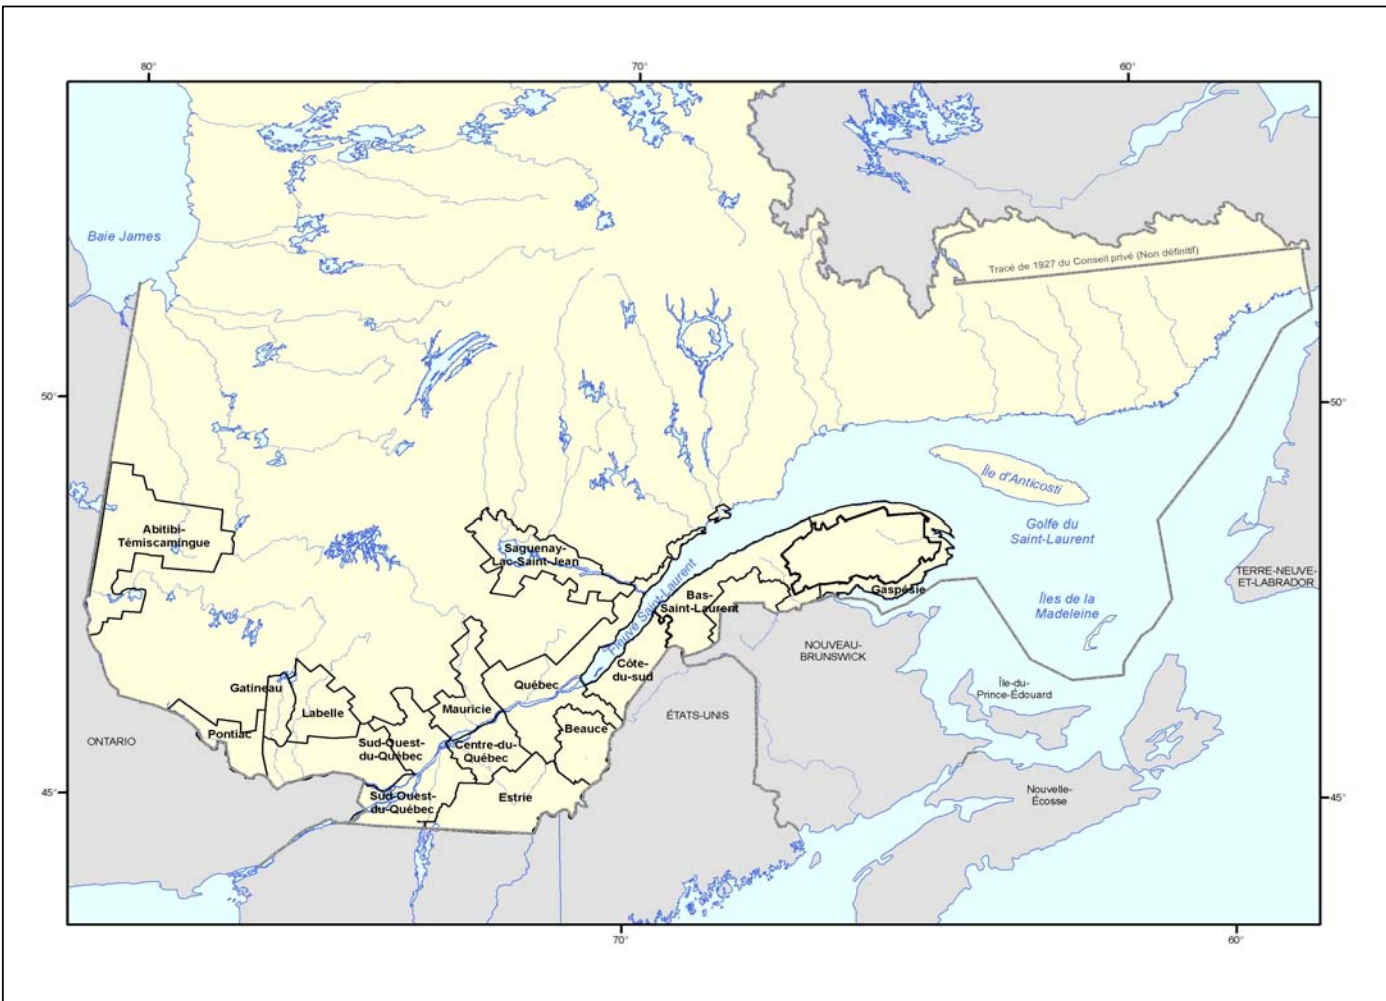 80°
70°
60°
Baie James
Tracé de 1927 du Conseil privé (Non définitif)
50°
50°
Île d'Anticosti
Abitibi-
Témiscamingue
Golfe du
Saint-Laurent
Saguenay-
Lac-Saint-Jean
TERRE-NEUVE-
ET-LABRADOR
Fleuve Saint-Laurent
Bas-
Saint-Laurent
Gaspésie
Îles de la
Madeleine
NOUVEAU-
BRUNSWICK
Côte-
du-sud
Gatineau
Québec
Île-du-
Prince-Édouard
Labelle
Mauricie
ÉTATS-UNIS
Pontiac
Beauce
ONTARIO
Sud-Ouest-
du-Québec
Centre-du-
Québec
45°
Sud-Ouest-
du-Québec
Estrie
Nouvelle-
Écosse
45°
70°
60°